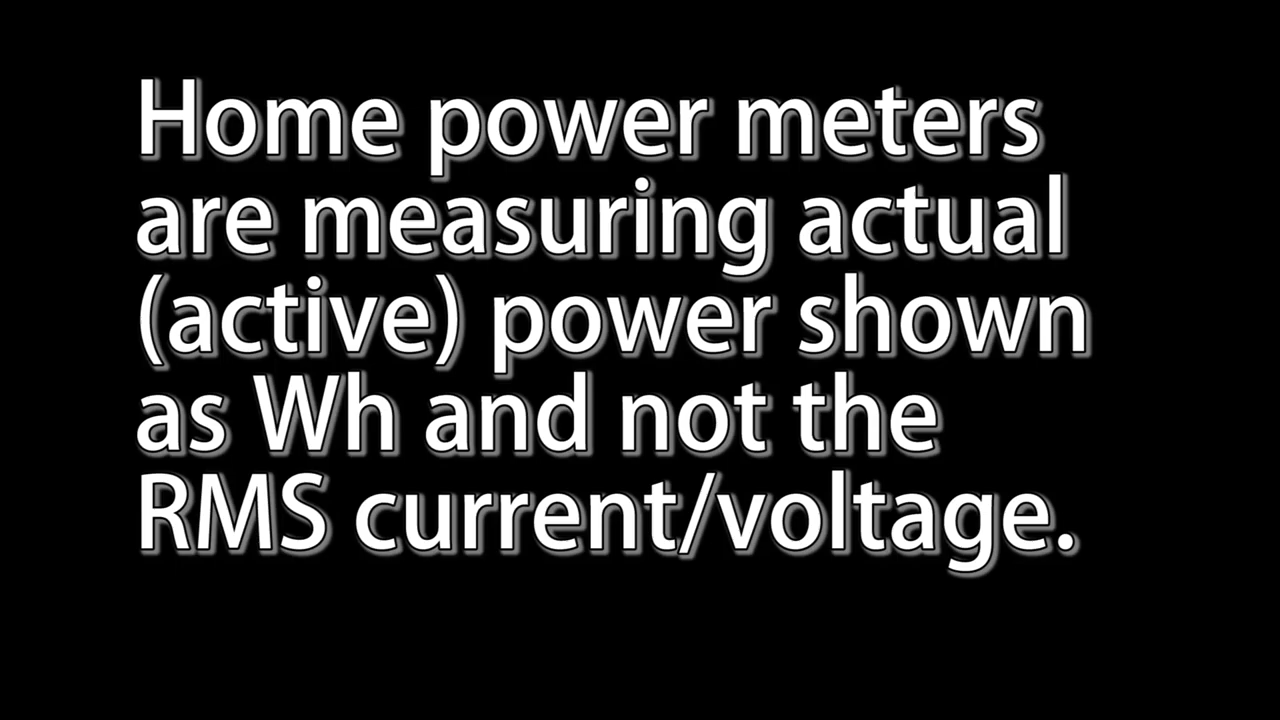 Home power meters
are measuring actual
(active) power shown
as Wh and not the
RMS current/voltage.